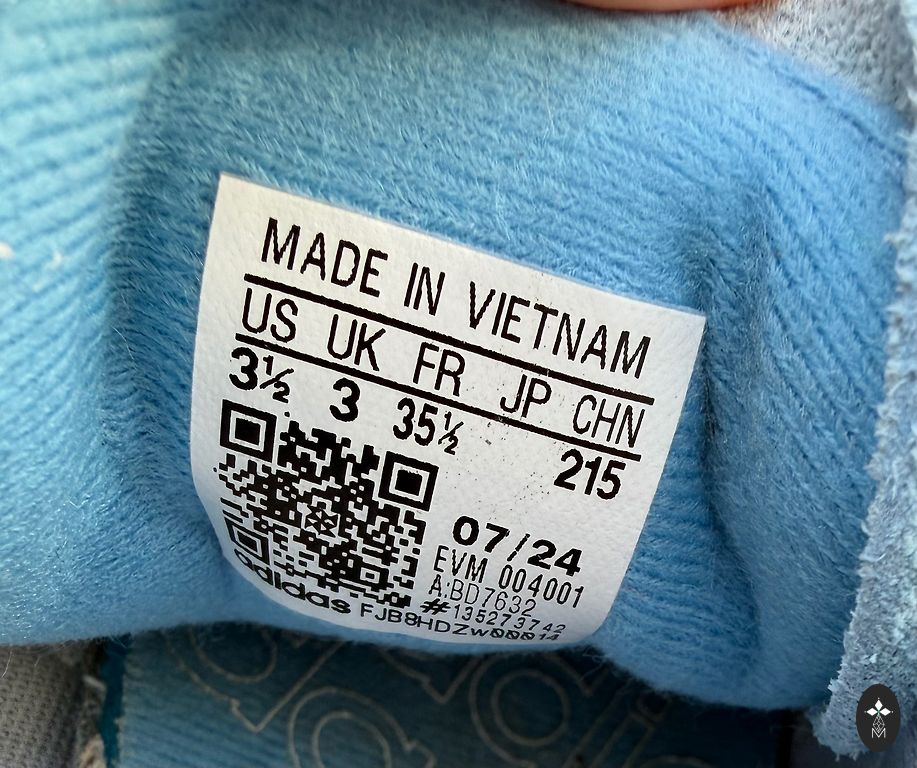 MADE IN VIETNAM
US UK FR JP CHN
3½ 3 35½ 215
07/24
EVM 004001
A:BD7632
#135273742
adidas FJB8HDZw00014
M